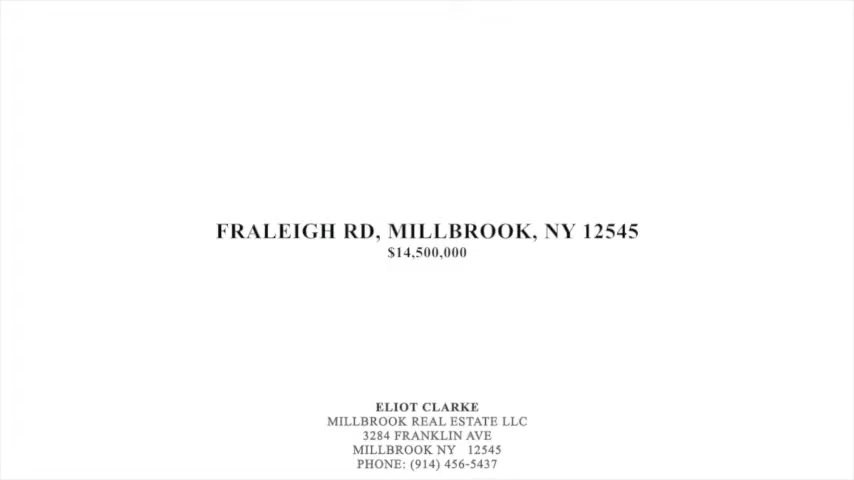 FRALEIGH RD, MILLBROOK, NY 12545
$14,500,000
ELIOT CLARKE
MILLBROOK REAL ESTATE LLC
3284 FRANKLIN AVE
MILLBROOK NY   12545
PHONE: (914) 456-5437